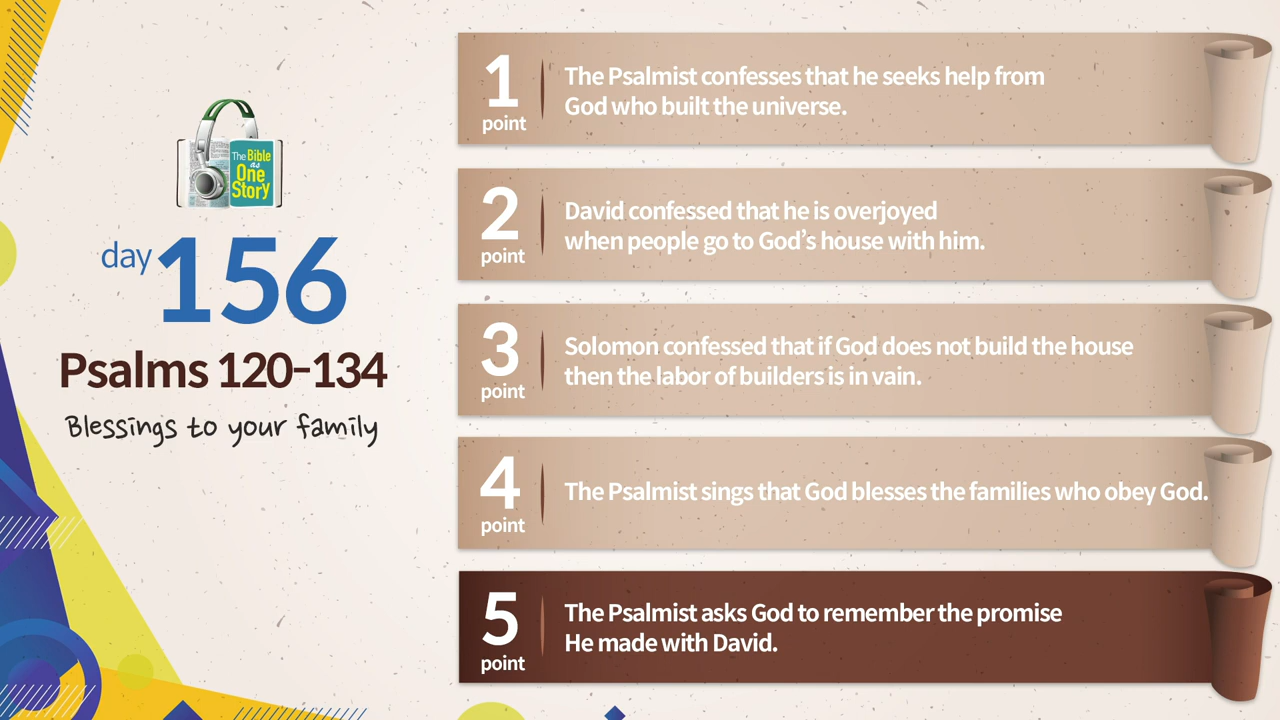 The Bible
as
One
Story
day 156
Psalms 120-134
Blessings to your family
1
point
The Psalmist confesses that he seeks help from
God who built the universe.
2
point
David confessed that he is overjoyed
when people go to God’s house with him.
3
point
Solomon confessed that if God does not build the house
then the labor of builders is in vain.
4
point
The Psalmist sings that God blesses the families who obey God.
5
point
The Psalmist asks God to remember the promise
He made with David.